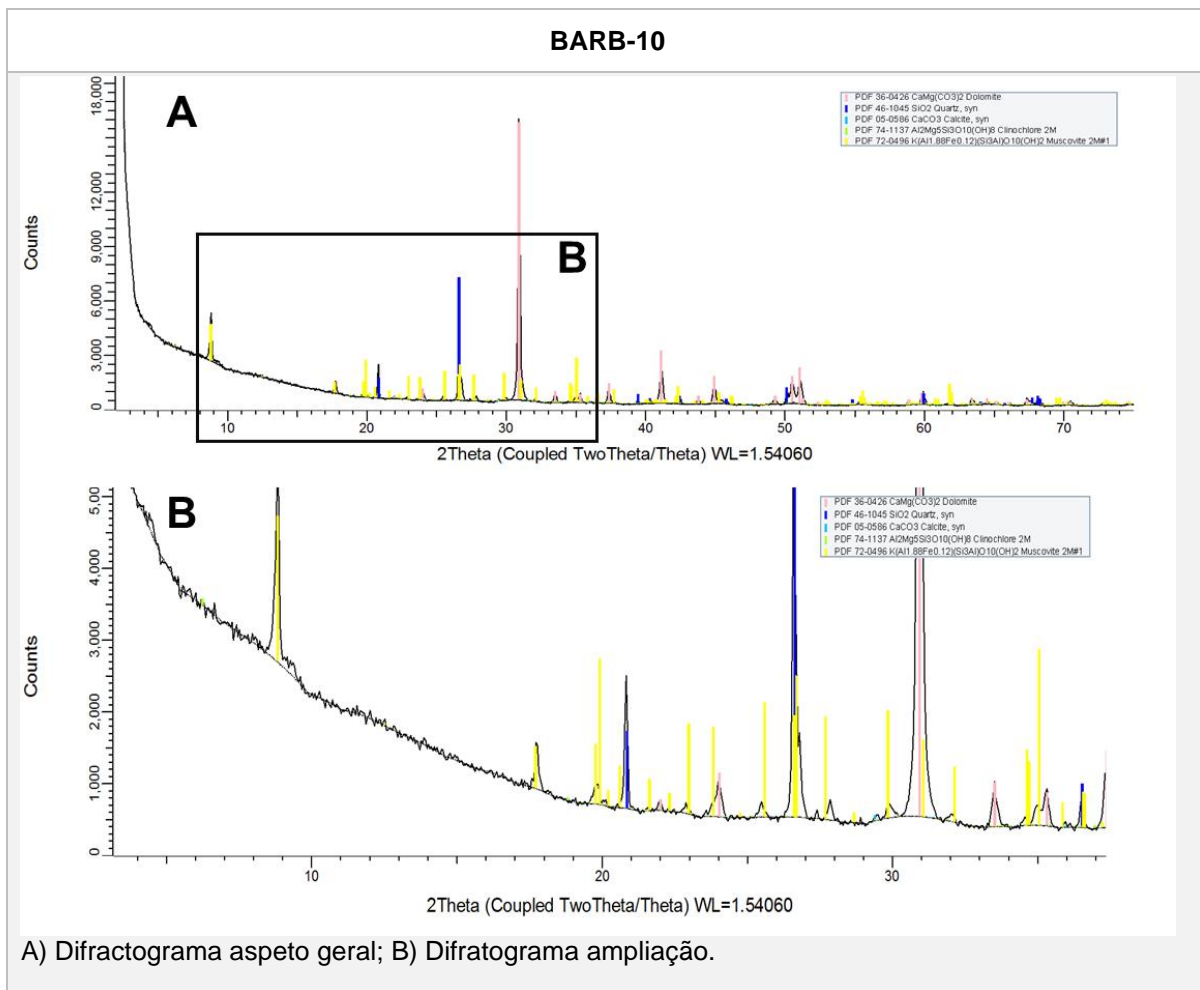 BARB-10
A
B
PDF 36-0426 CaMg(CO3)2 Dolomite
PDF 46-1045 SiO2 Quartz, syn
PDF 05-0586 CaCO3 Calcite, syn
PDF 74-1137 Al2Mg5Si3O10(OH)8 Clinochlore 2M
PDF 72-0496 K(Al1.88Fe0.12)(Si3Al)O10(OH)2 Muscovite 2M#1
Counts
18,000
12,000
9,000
6,000
3,000
0
10 20 30 40 50 60 70
2Theta (Coupled TwoTheta/Theta) WL=1.54060
B
PDF 36-0426 CaMg(CO3)2 Dolomite
PDF 46-1045 SiO2 Quartz, syn
PDF 05-0586 CaCO3 Calcite, syn
PDF 74-1137 Al2Mg5Si3O10(OH)8 Clinochlore 2M
PDF 72-0496 K(Al1.88Fe0.12)(Si3Al)O10(OH)2 Muscovite 2M#1
Counts
5,00
4,000
3,000
2,000
1,000
0
10 20 30
2Theta (Coupled TwoTheta/Theta) WL=1.54060
A) Difractograma aspeto geral; B) Difratograma ampliação.